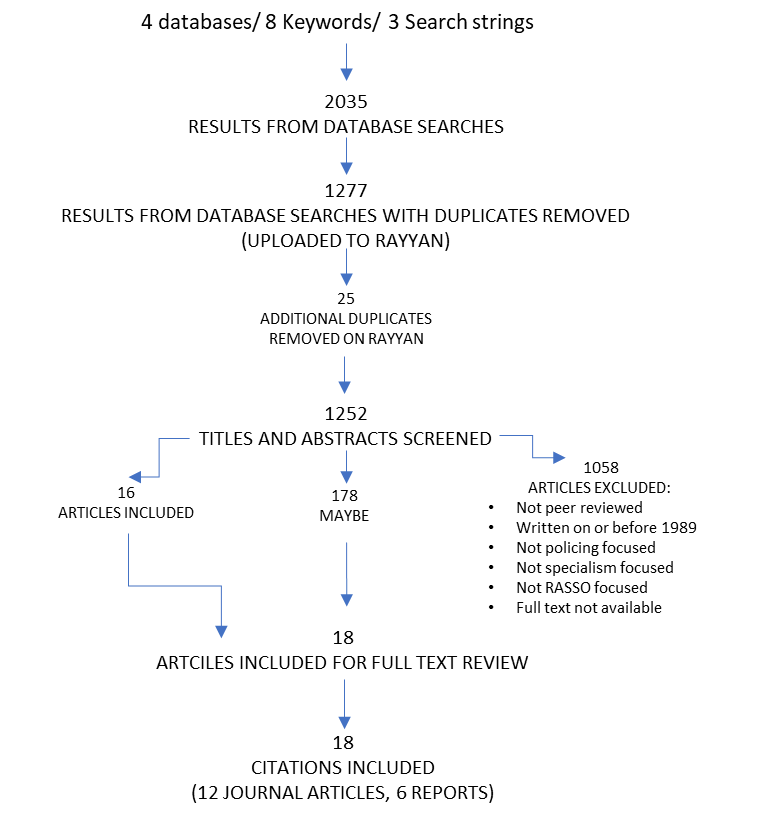 4 databases/ 8 Keywords/ 3 Search strings
2035
RESULTS FROM DATABASE SEARCHES
1277
RESULTS FROM DATABASE SEARCHES WITH DUPLICATES REMOVED
(UPLOADED TO RAYYAN)
25
ADDITIONAL DUPLICATES
REMOVED ON RAYYAN
1252
TITLES AND ABSTRACTS SCREENED
16
ARTICLES INCLUDED
178
MAYBE
1058
ARTICLES EXCLUDED:
• Not peer reviewed
• Written on or before 1989
• Not policing focused
• Not specialism focused
• Not RASSO focused
• Full text not available
18
ARTCILES INCLUDED FOR FULL TEXT REVIEW
18
CITATIONS INCLUDED
(12 JOURNAL ARTICLES, 6 REPORTS)